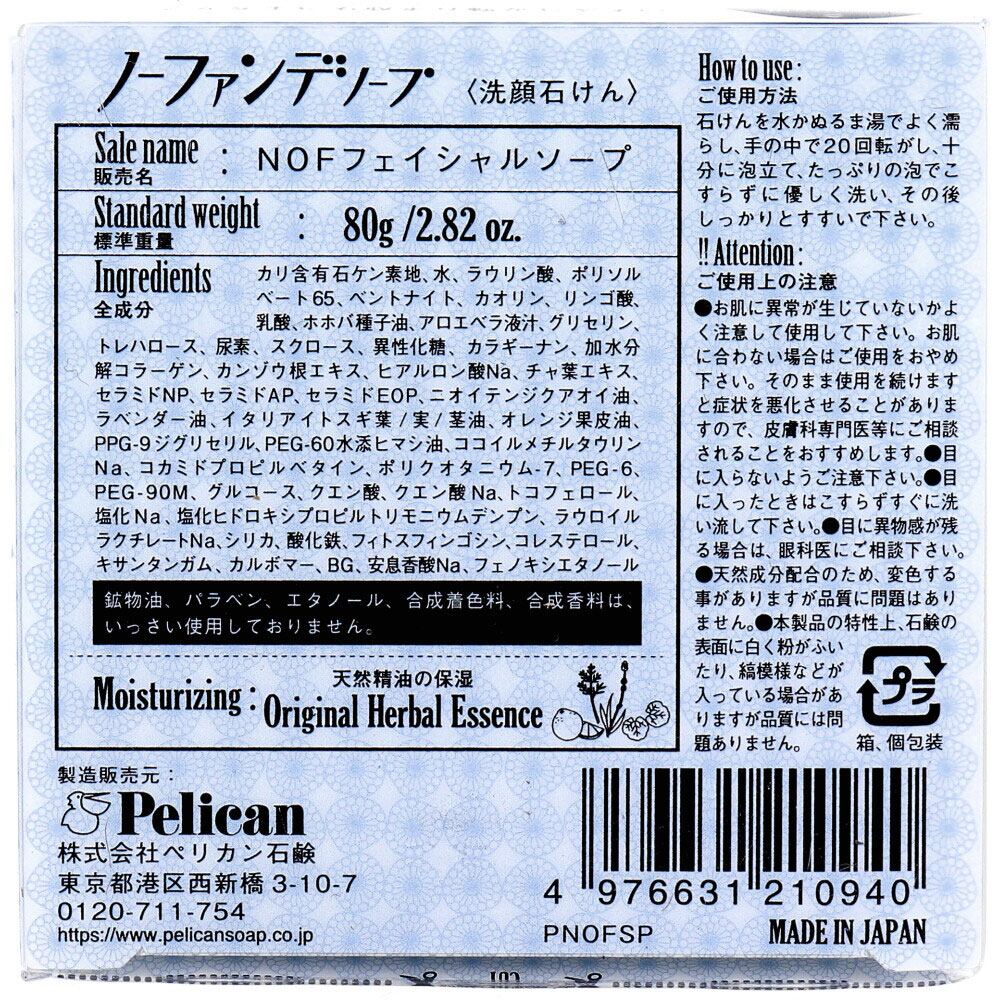 ノーファンデソープ 〈洗顔石けん〉
Sale name : NOFフェイシャルソープ
販売名
Standard weight : 80g /2.82 oz.
標準重量
Ingredients
全成分
カリ含有石ケン素地、水、ラウリン酸、ポリソル
ベート65、ベントナイト、カオリン、リンゴ酸、
乳酸、ホホバ種子油、アロエベラ液汁、グリセリン、
トレハロース、尿素、スクロース、異性化糖、カラギーナン、加水分
解コラーゲン、カンゾウ根エキス、ヒアルロン酸Na、チャ葉エキス、
セラミドNP、セラミドAP、セラミドEOP、ニオイテンジクアオイ油、
ラベンダー油、イタリアイトスギ葉/実/茎油、オレンジ果皮油、
PPG-9ジグリセリル、PEG-60水添ヒマシ油、ココイルメチルタウリン
Na、コカミドプロピルベタイン、ポリクオタニウム-7、PEG-6、
PEG-90M、グルコース、クエン酸、クエン酸Na、トコフェロール、
塩化Na、塩化ヒドロキシプロピルトリモニウムデンプン、ラウロイル
ラクチレートNa、シリカ、酸化鉄、フィトスフィンゴシン、コレステロール、
キサンタンガム、カルボマー、BG、安息香酸Na、フェノキシエタノール
鉱物油、パラベン、エタノール、合成着色料、合成香料は、
いっさい使用しておりません。
Moisturizing : 天然精油の保湿
Original Herbal Essence
How to use :
ご使用方法
石けんを水かぬるま湯でよく濡
らし、手の中で20回転がし、十
分に泡立て、たっぷりの泡でこ
すらずに優しく洗い、その後
しっかりとすすいで下さい。
!! Attention :
ご使用上の注意
●お肌に異常が生じていないかよ
く注意して使用して下さい。お肌
に合わない場合はご使用をおやめ
下さい。そのまま使用を続けます
と症状を悪化させることがありま
すので、皮膚科専門医等にご相談
されることをおすすめします。●目
に入らないようご注意下さい。●目
に入ったときはこすらずすぐに洗
い流して下さい。●目に異物感が残
る場合は、眼科医にご相談下さい。
●天然成分配合のため、変色する
事がありますが品質に問題はあり
ません。●本製品の特性上、石鹸の
表面に白く粉がふい
たり、縞模様などが
入っている場合があ
りますが品質には問
題ありません。
プラ
箱、個包装
製造販売元：
Pelican
株式会社ペリカン石鹸
東京都港区西新橋 3-10-7
0120-711-754
https://www.pelicansoap.co.jp
4 976631 210940
PNOFSP MADE IN JAPAN